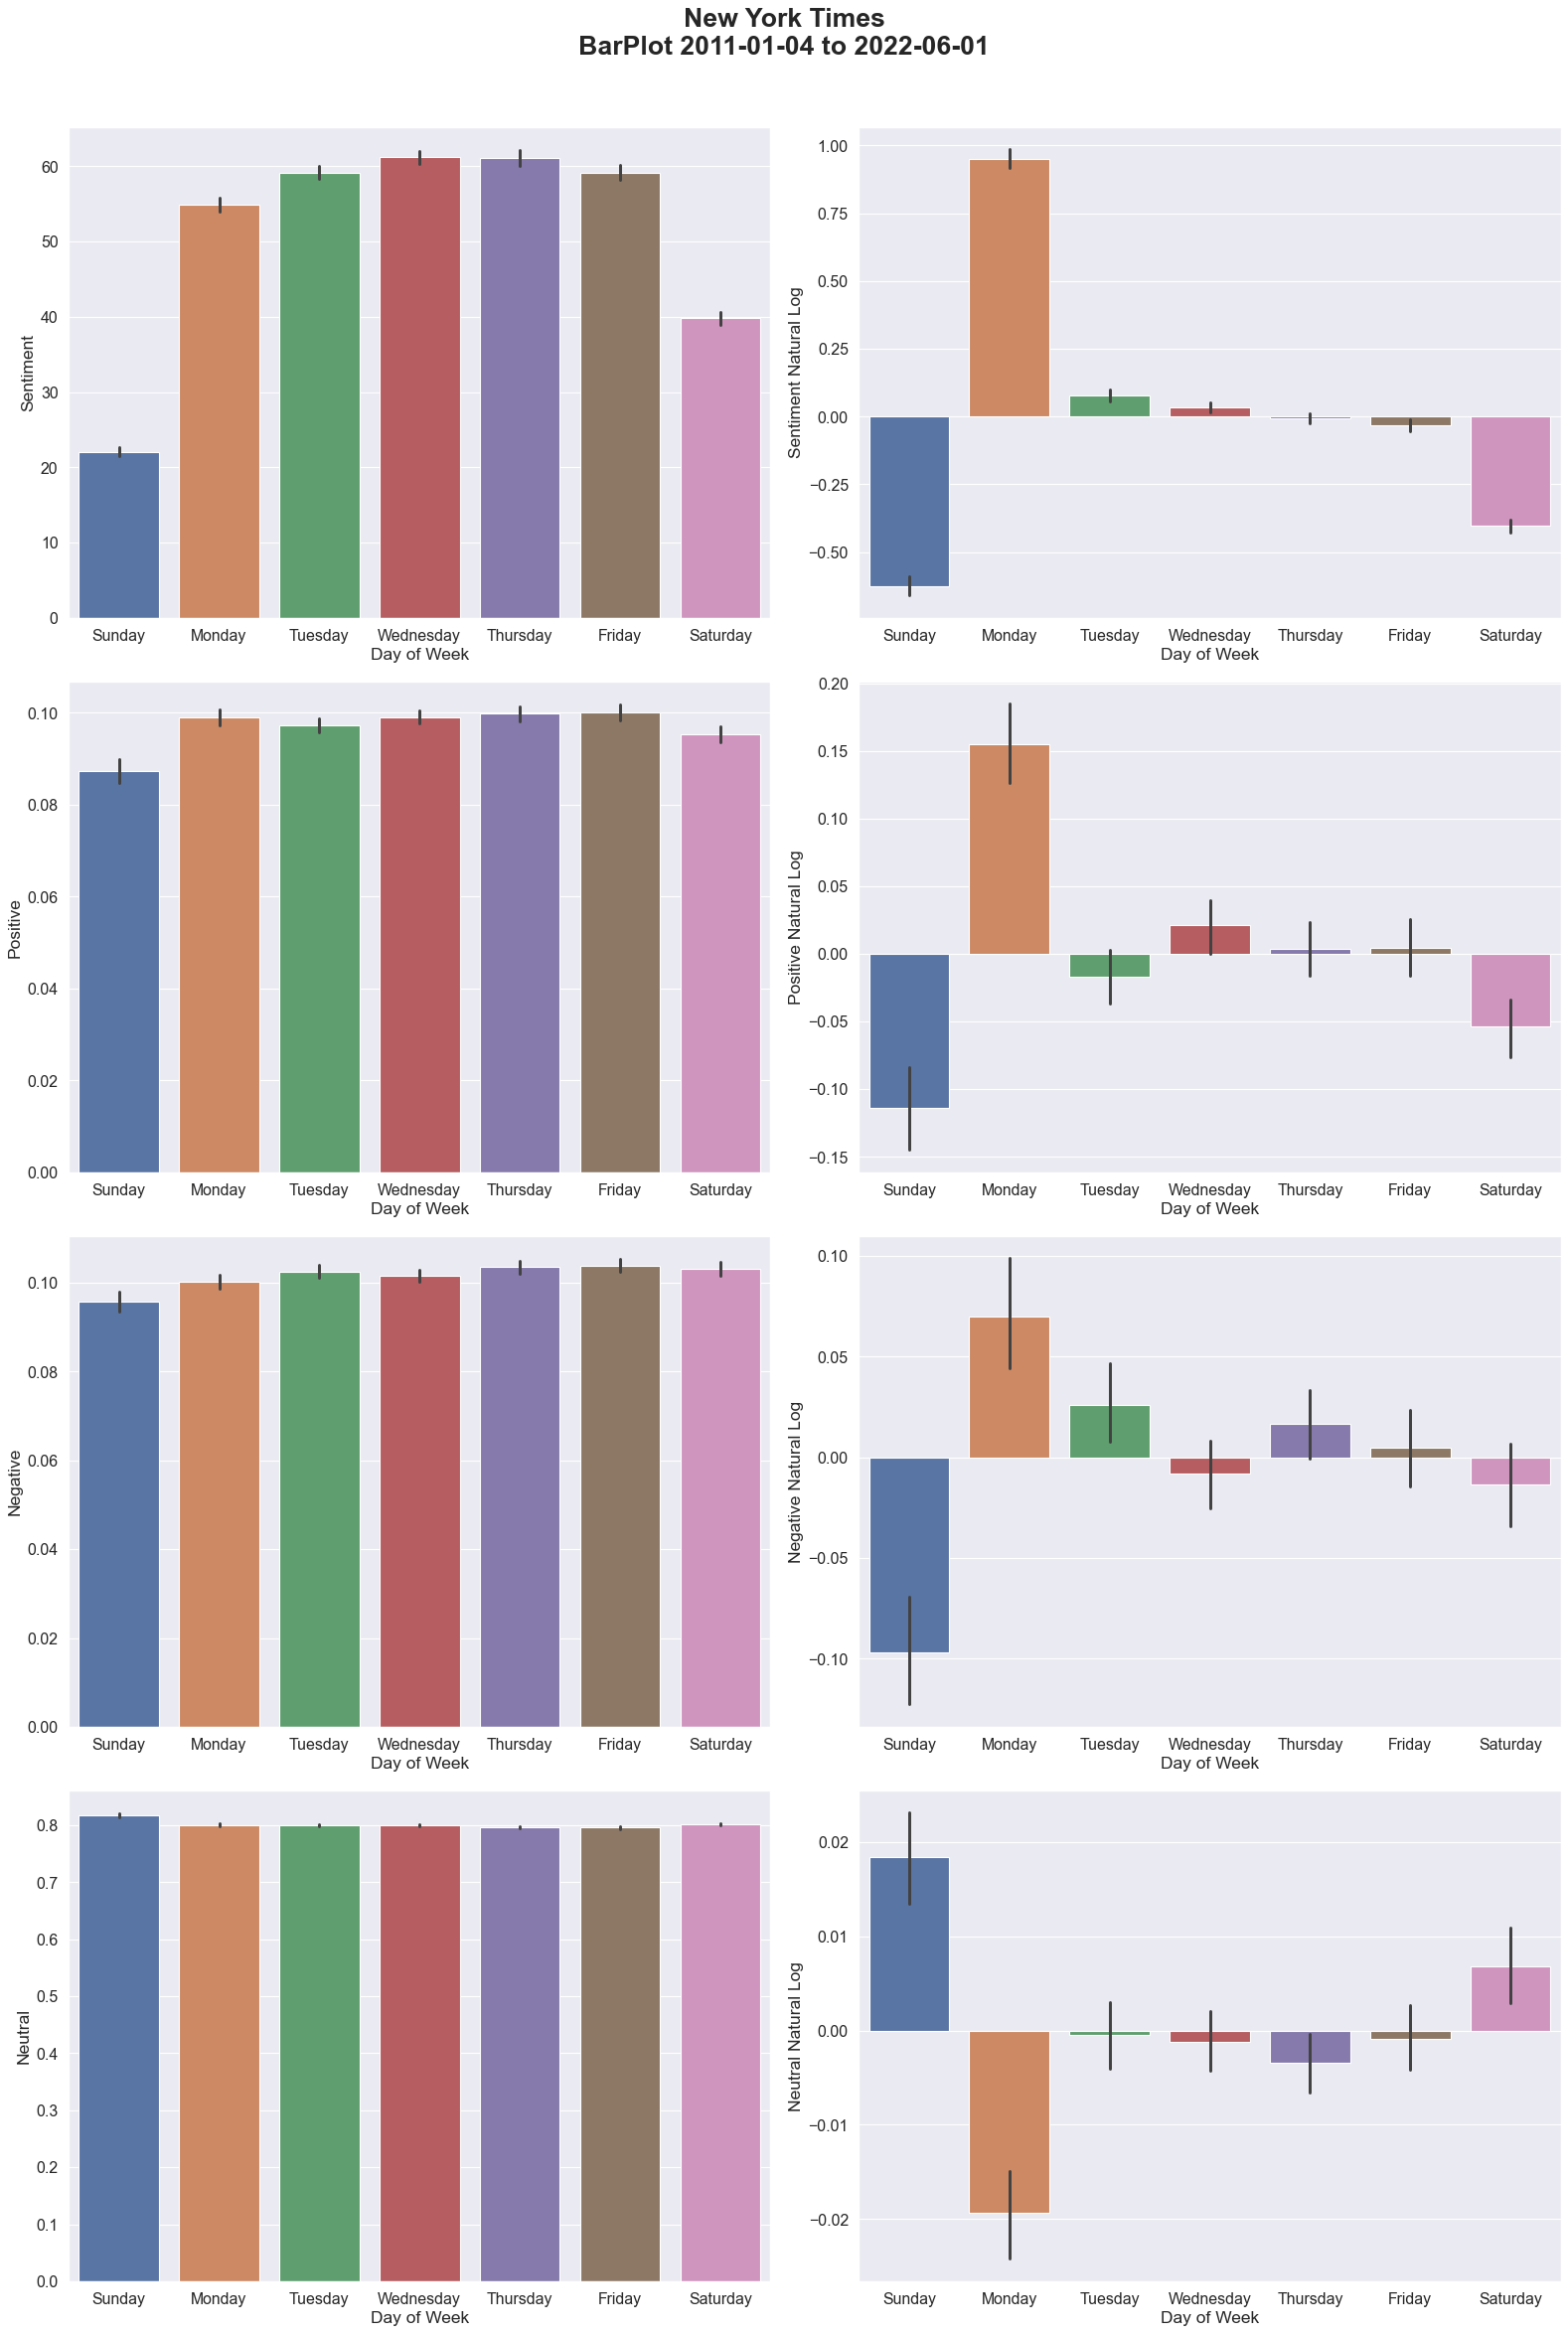 New York Times
BarPlot 2011-01-04 to 2022-06-01
Sentiment
60
50
40
30
20
10
0
Sunday Monday Tuesday Wednesday Thursday Friday Saturday
Day of Week
Sentiment Natural Log
1.00
0.75
0.50
0.25
0.00
−0.25
−0.50
Sunday Monday Tuesday Wednesday Thursday Friday Saturday
Day of Week
Positive
0.10
0.08
0.06
0.04
0.02
0.00
Sunday Monday Tuesday Wednesday Thursday Friday Saturday
Day of Week
Positive Natural Log
0.20
0.15
0.10
0.05
0.00
−0.05
−0.10
−0.15
Sunday Monday Tuesday Wednesday Thursday Friday Saturday
Day of Week
Negative
0.10
0.08
0.06
0.04
0.02
0.00
Sunday Monday Tuesday Wednesday Thursday Friday Saturday
Day of Week
Negative Natural Log
0.10
0.05
0.00
−0.05
−0.10
Sunday Monday Tuesday Wednesday Thursday Friday Saturday
Day of Week
Neutral
0.8
0.7
0.6
0.5
0.4
0.3
0.2
0.1
0.0
Sunday Monday Tuesday Wednesday Thursday Friday Saturday
Day of Week
Neutral Natural Log
0.02
0.01
0.00
−0.01
−0.02
Sunday Monday Tuesday Wednesday Thursday Friday Saturday
Day of Week